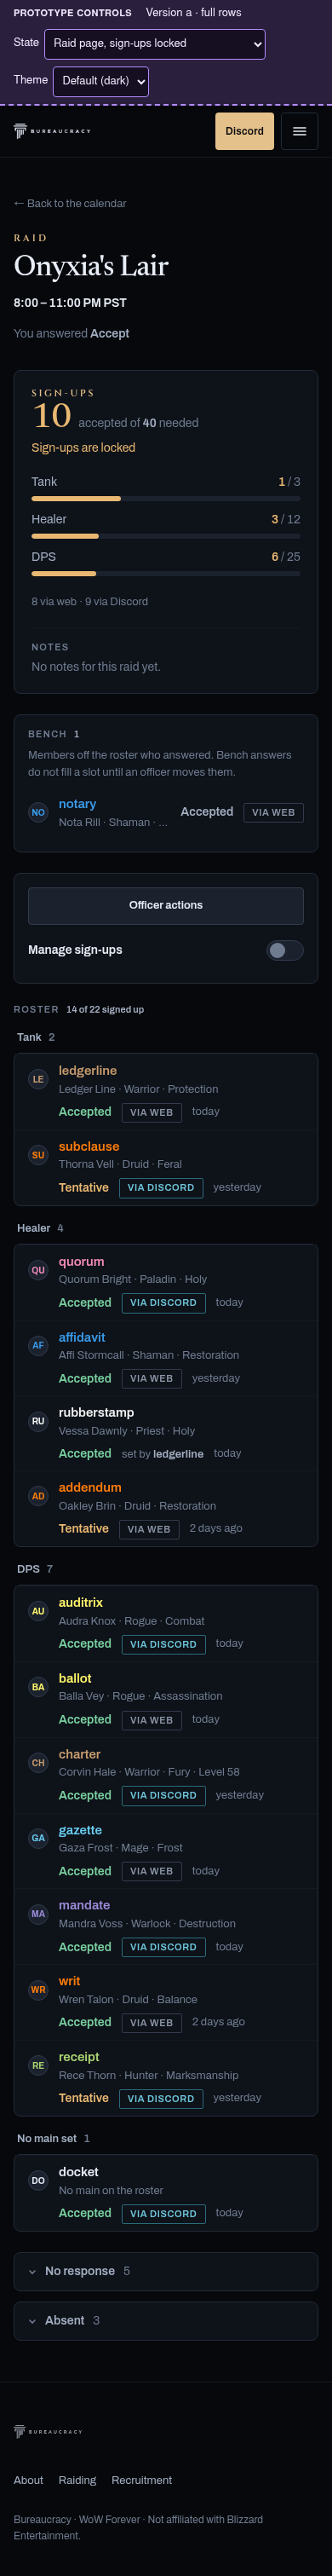 PROTOTYPE CONTROLS Version a · full rows
State Raid page, sign-ups locked
Theme Default (dark)
BUREAUCRACY
Discord
← Back to the calendar
RAID
Onyxia's Lair
8:00 – 11:00 PM PST
You answered Accept
SIGN-UPS
10 accepted of 40 needed
Sign-ups are locked
Tank 1 / 3
Healer 3 / 12
DPS 6 / 25
8 via web · 9 via Discord
NOTES
No notes for this raid yet.
BENCH 1
Members off the roster who answered. Bench answers
do not fill a slot until an officer moves them.
NO notary
Nota Rill · Shaman · ...
Accepted VIA WEB
Officer actions
Manage sign-ups
ROSTER 14 of 22 signed up
Tank 2
LE ledgerline
Ledger Line · Warrior · Protection
Accepted VIA WEB today
SU subclause
Thorna Vell · Druid · Feral
Tentative VIA DISCORD yesterday
Healer 4
QU quorum
Quorum Bright · Paladin · Holy
Accepted VIA DISCORD today
AF affidavit
Affi Stormcall · Shaman · Restoration
Accepted VIA WEB yesterday
RU rubberstamp
Vessa Dawnly · Priest · Holy
Accepted set by ledgerline today
AD addendum
Oakley Brin · Druid · Restoration
Tentative VIA WEB 2 days ago
DPS 7
AU auditrix
Audra Knox · Rogue · Combat
Accepted VIA DISCORD today
BA ballot
Balla Vey · Rogue · Assassination
Accepted VIA WEB today
CH charter
Corvin Hale · Warrior · Fury · Level 58
Accepted VIA DISCORD yesterday
GA gazette
Gaza Frost · Mage · Frost
Accepted VIA WEB today
MA mandate
Mandra Voss · Warlock · Destruction
Accepted VIA DISCORD today
WR writ
Wren Talon · Druid · Balance
Accepted VIA WEB 2 days ago
RE receipt
Rece Thorn · Hunter · Marksmanship
Tentative VIA DISCORD yesterday
No main set 1
DO docket
No main on the roster
Accepted VIA DISCORD today
No response 5
Absent 3
BUREAUCRACY
About Raiding Recruitment
Bureaucracy · WoW Forever · Not affiliated with Blizzard
Entertainment.